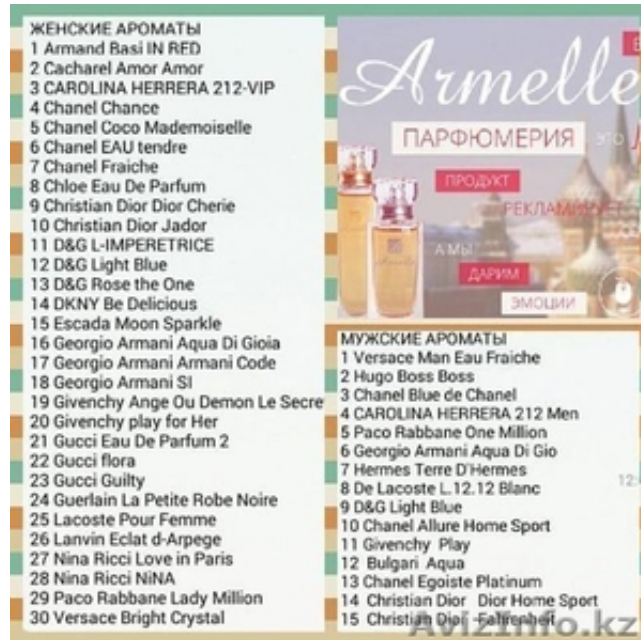 ЖЕНСКИЕ АРОМАТЫ
1 Armand Basi IN RED
2 Cacharel Amor Amor
3 CAROLINA HERRERA 212-VIP
4 Chanel Chance
5 Chanel Coco Mademoiselle
6 Chanel EAU tendre
7 Chanel Fraiche
8 Chloe Eau De Parfum
9 Christian Dior Dior Cherie
10 Christian Dior Jador
11 D&G L-IMPERETRICE
12 D&G Light Blue
13 D&G Rose the One
14 DKNY Be Delicious
15 Escada Moon Sparkle
16 Georgio Armani Aqua Di Gioia
17 Georgio Armani Armani Code
18 Georgio Armani SI
19 Givenchy Ange Ou Demon Le Secre
20 Givenchy play for Her
21 Gucci Eau De Parfum 2
22 Gucci flora
23 Gucci Guilty
24 Guerlain La Petite Robe Noire
25 Lacoste Pour Femme
26 Lanvin Eclat d-Arpege
27 Nina Ricci Love in Paris
28 Nina Ricci NiNA
29 Paco Rabbane Lady Million
30 Versace Bright Crystal
Armelle
ПАРФЮМЕРИЯ ЭТО
ПРОДУКТ
РЕКЛАМИРУЕТ
А МЫ
Armelle
ДАРИМ
ЭМОЦИИ
МУЖСКИЕ АРОМАТЫ
1 Versace Man Eau Fraiche
2 Hugo Boss Boss
3 Chanel Blue de Chanel
4 CAROLINA HERRERA 212 Men
5 Paco Rabbane One Million
6 Georgio Armani Aqua Di Gio
7 Hermes Terre D'Hermes
8 De Lacoste L.12.12 Blanc
9 D&G Light Blue
10 Chanel Allure Home Sport
11 Givenchy Play
12 Bulgari Aqua
13 Chanel Egoiste Platinum
14 Christian Dior Dior Home Sport
15 Christian Dior Fahrenheit
12:
AvizInfo.kz